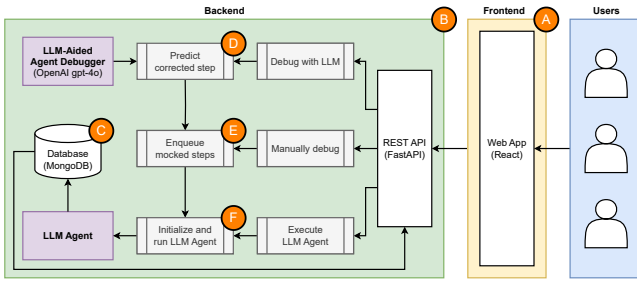 Backend
Frontend
Users
B
A
LLM-Aided
Agent Debugger
(OpenAI gpt-4o)
D
Predict
corrected step
Debug with LLM
C
Database
(MongoDB)
E
Enqueue
mocked steps
Manually debug
REST API
(FastAPI)
Web App
(React)
LLM Agent
F
Initialize and
run LLM Agent
Execute
LLM Agent